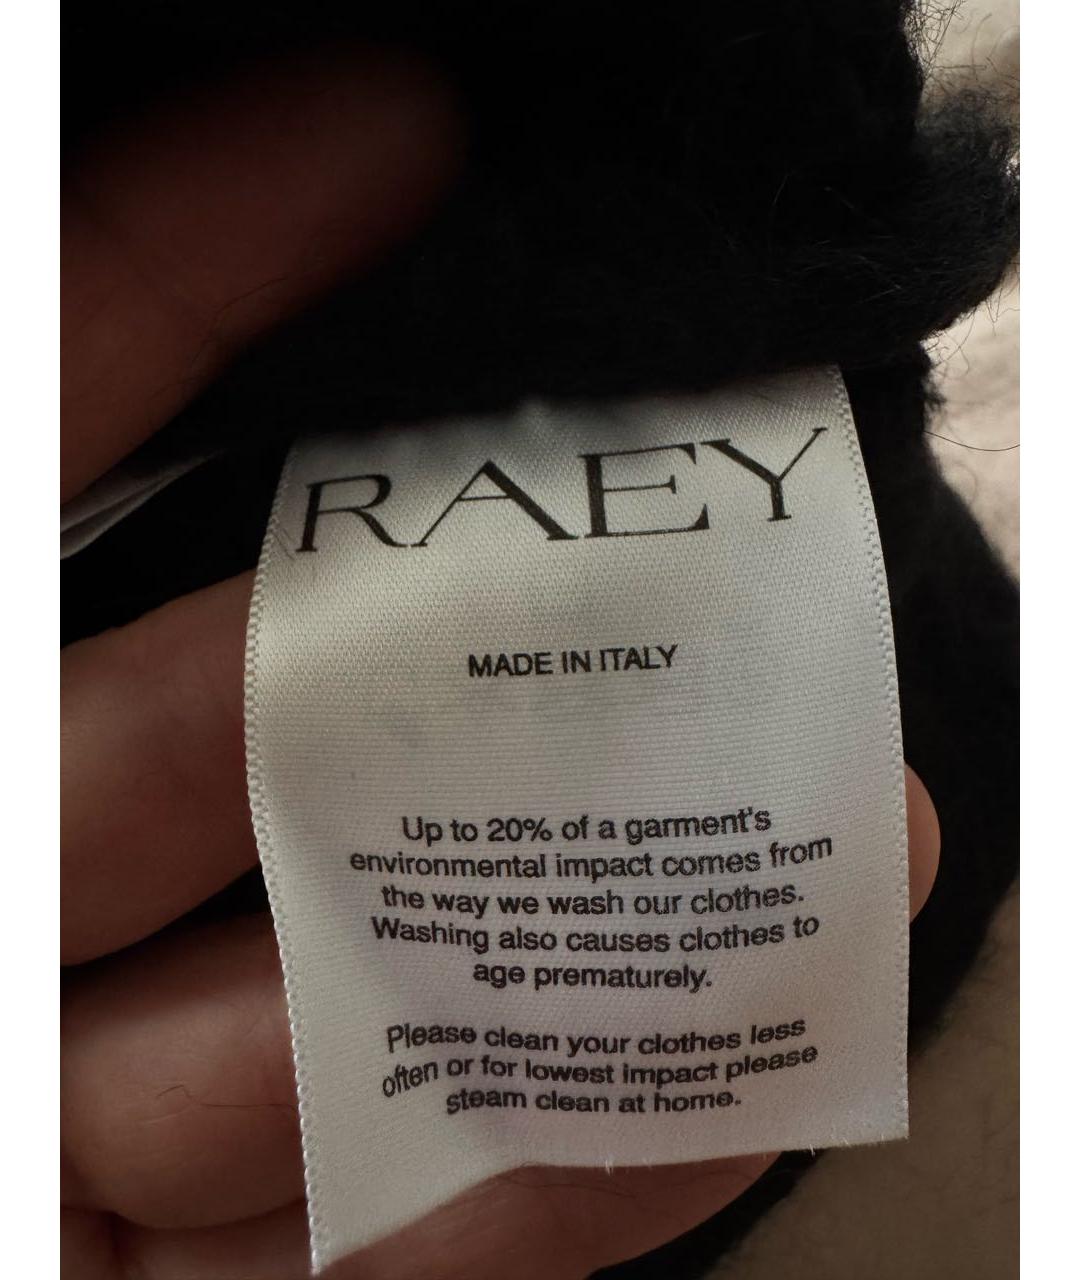 RAEY
MADE IN ITALY
Up to 20% of a garment's
environmental impact comes from
the way we wash our clothes.
Washing also causes clothes to
age prematurely.
Please clean your clothes less
often or for lowest impact please
steam clean at home.